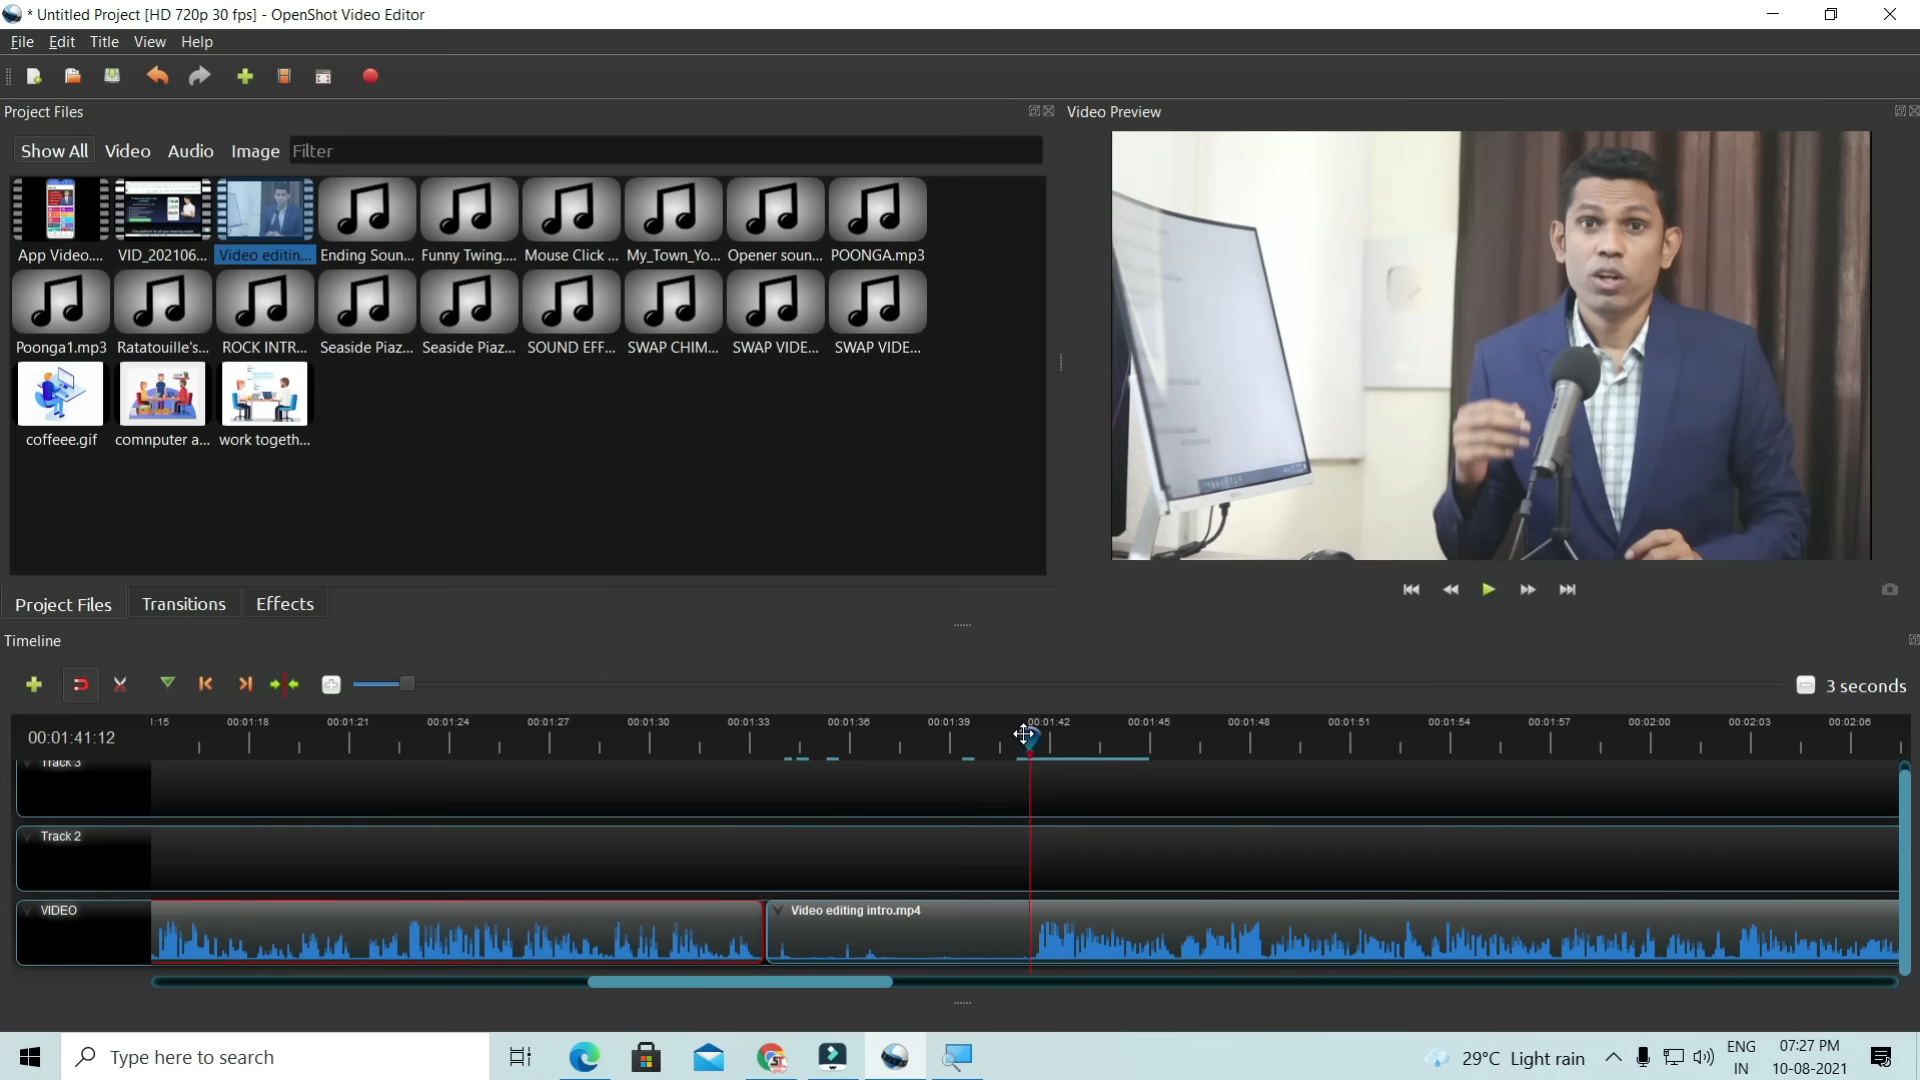 * Untitled Project [HD 720p 30 fps] - OpenShot Video Editor
File Edit Title View Help
Project Files
Video Preview
Show All Video Audio Image Filter
App Video.... VID_202106... Video editin... Ending Soun... Funny Twing.... Mouse Click ... My_Town_Yo... Opener soun... POONGA.mp3
Poonga1.mp3 Ratatouille's... ROCK INTR... Seaside Piaz... Seaside Piaz... SOUND EFF... SWAP CHIM... SWAP VIDE... SWAP VIDE...
coffeee.gif comnputer a... work togeth...
Project Files Transitions Effects
Timeline
3 seconds
00:01:41:12
1:15 00:01:18 00:01:21 00:01:24 00:01:27 00:01:30 00:01:33 00:01:36 00:01:39 00:01:42 00:01:45 00:01:48 00:01:51 00:01:54 00:01:57 00:02:00 00:02:03 00:02:06
Track 3
Track 2
VIDEO
Video editing intro.mp4
Type here to search
29°C Light rain
ENG
IN
07:27 PM
10-08-2021